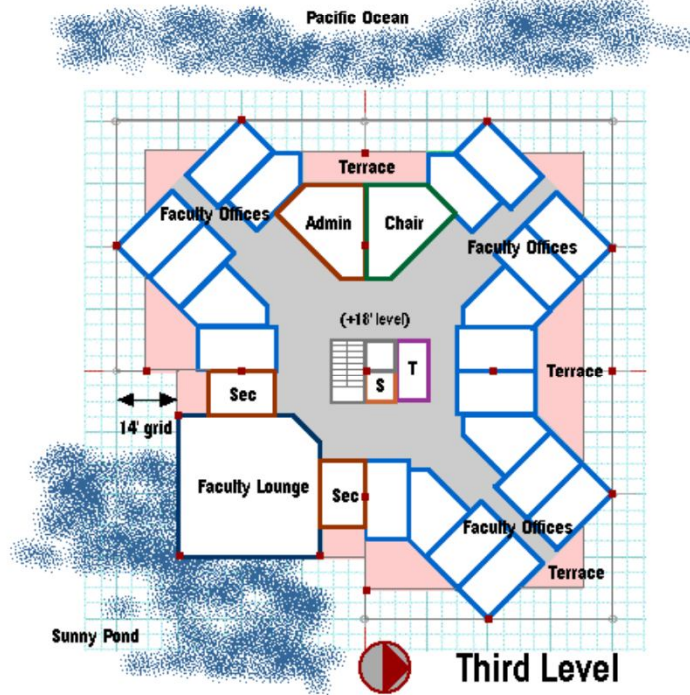 Pacific Ocean
Terrace
Faculty Offices
Admin
Chair
Faculty Offices
(+18' level)
T
S
Terrace
Sec
14' grid
Faculty Lounge
Sec
Faculty Offices
Terrace
Sunny Pond
Third Level